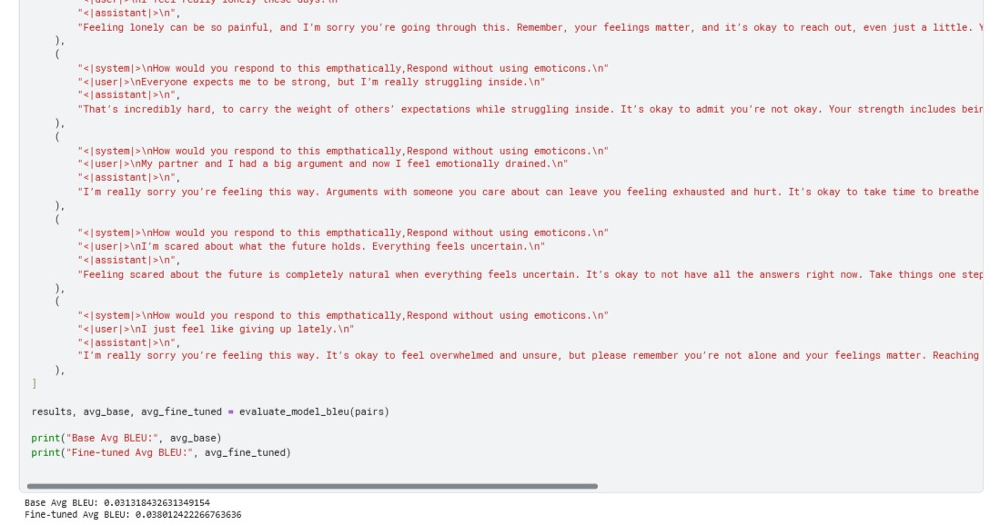 "<|user|>\nI feel really lonely these days.\n"
"<|assistant|>\n",
"Feeling lonely can be so painful, and I'm sorry you're going through this. Remember, your feelings matter, and it's okay to reach out, even just a little. Y
),
(
"<|system|>\nHow would you respond to this empthatically,Respond without using emoticons.\n"
"<|user|>\nEveryone expects me to be strong, but I'm really struggling inside.\n"
"<|assistant|>\n",
"That's incredibly hard, to carry the weight of others' expectations while struggling inside. It's okay to admit you're not okay. Your strength includes bein
),
(
"<|system|>\nHow would you respond to this empthatically,Respond without using emoticons.\n"
"<|user|>\nMy partner and I had a big argument and now I feel emotionally drained.\n"
"<|assistant|>\n",
"I'm really sorry you're feeling this way. Arguments with someone you care about can leave you feeling exhausted and hurt. It's okay to take time to breathe
),
(
"<|system|>\nHow would you respond to this empthatically,Respond without using emoticons.\n"
"<|user|>\nI'm scared about what the future holds. Everything feels uncertain.\n"
"<|assistant|>\n",
"Feeling scared about the future is completely natural when everything feels uncertain. It's okay to not have all the answers right now. Take things one step
),
(
"<|system|>\nHow would you respond to this empthatically,Respond without using emoticons.\n"
"<|user|>\nI just feel like giving up lately.\n"
"<|assistant|>\n",
"I'm really sorry you're feeling this way. It's okay to feel overwhelmed and unsure, but please remember you're not alone and your feelings matter. Reaching
),
]
results, avg_base, avg_fine_tuned = evaluate_model_bleu(pairs)
print("Base Avg BLEU:", avg_base)
print("Fine-tuned Avg BLEU:", avg_fine_tuned)
Base Avg BLEU: 0.031318432631349154
Fine-tuned Avg BLEU: 0.038012422266763636